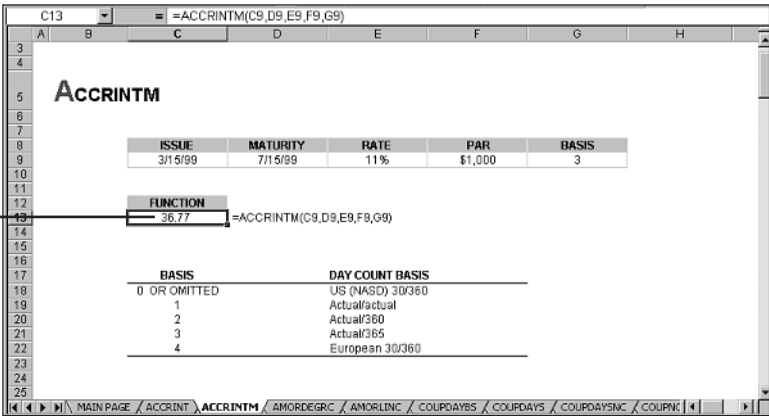 C13 = =ACCRINTM(C9,D9,E9,F9,G9)
A B C D E F G H
3
4
5 ACCRINTM
6
7
8 ISSUE MATURITY RATE PAR BASIS
9 3/15/99 7/15/99 11% $1,000 3
10
11
12 FUNCTION
13 36.77 =ACCRINTM(C9,D9,E9,F9,G9)
14
15
16
17 BASIS DAY COUNT BASIS
18 0 OR OMITTED US (NASD) 30/360
19 1 Actual/actual
20 2 Actual/360
21 3 Actual/365
22 4 European 30/360
23
24
25
MAIN PAGE / ACCRINT \ ACCRINTM / AMORDEGRC / AMORLINC / COUPDAYBS / COUPDAYS / COUPDAYSNC / COUPNC